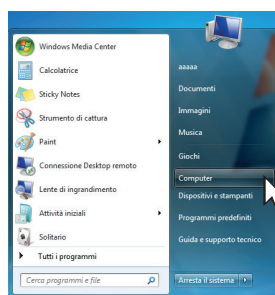 Windows Media Center
Calcolatrice
Sticky Notes
Strumento di cattura
Paint
Connessione Desktop remoto
Lente di ingrandimento
Attività iniziali
Solitario
Tutti i programmi
Cerca programmi e file
aaaaa
Documenti
Immagini
Musica
Giochi
Computer
Dispositivi e stampanti
Programmi predefiniti
Guida e supporto tecnico
Arresta il sistema